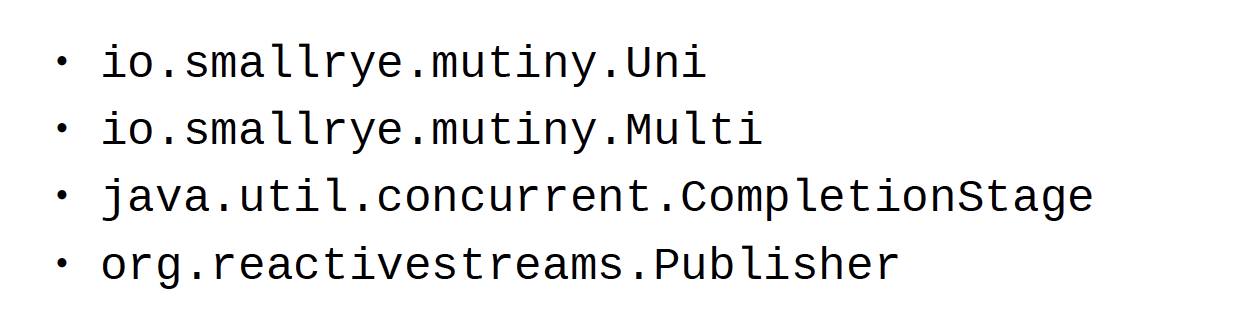 • io.smallrye.mutiny.Uni
• io.smallrye.mutiny.Multi
• java.util.concurrent.CompletionStage
• org.reactivestreams.Publisher